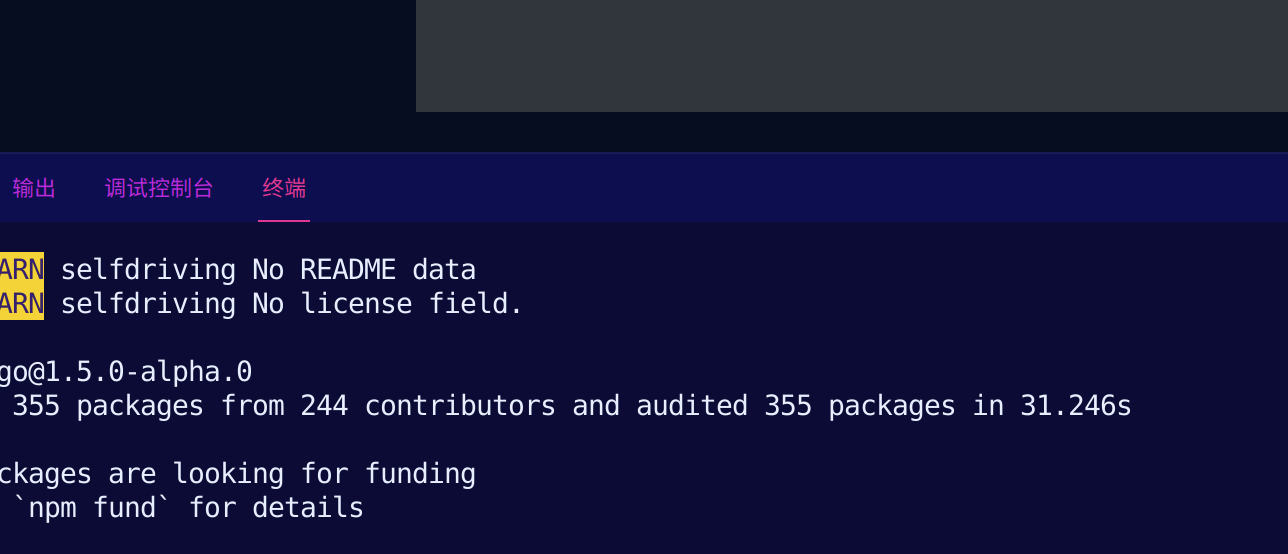 输出 调试控制台 终端
ARN selfdriving No README data
ARN selfdriving No license field.
go@1.5.0-alpha.0
355 packages from 244 contributors and audited 355 packages in 31.246s
ckages are looking for funding
`npm fund` for details